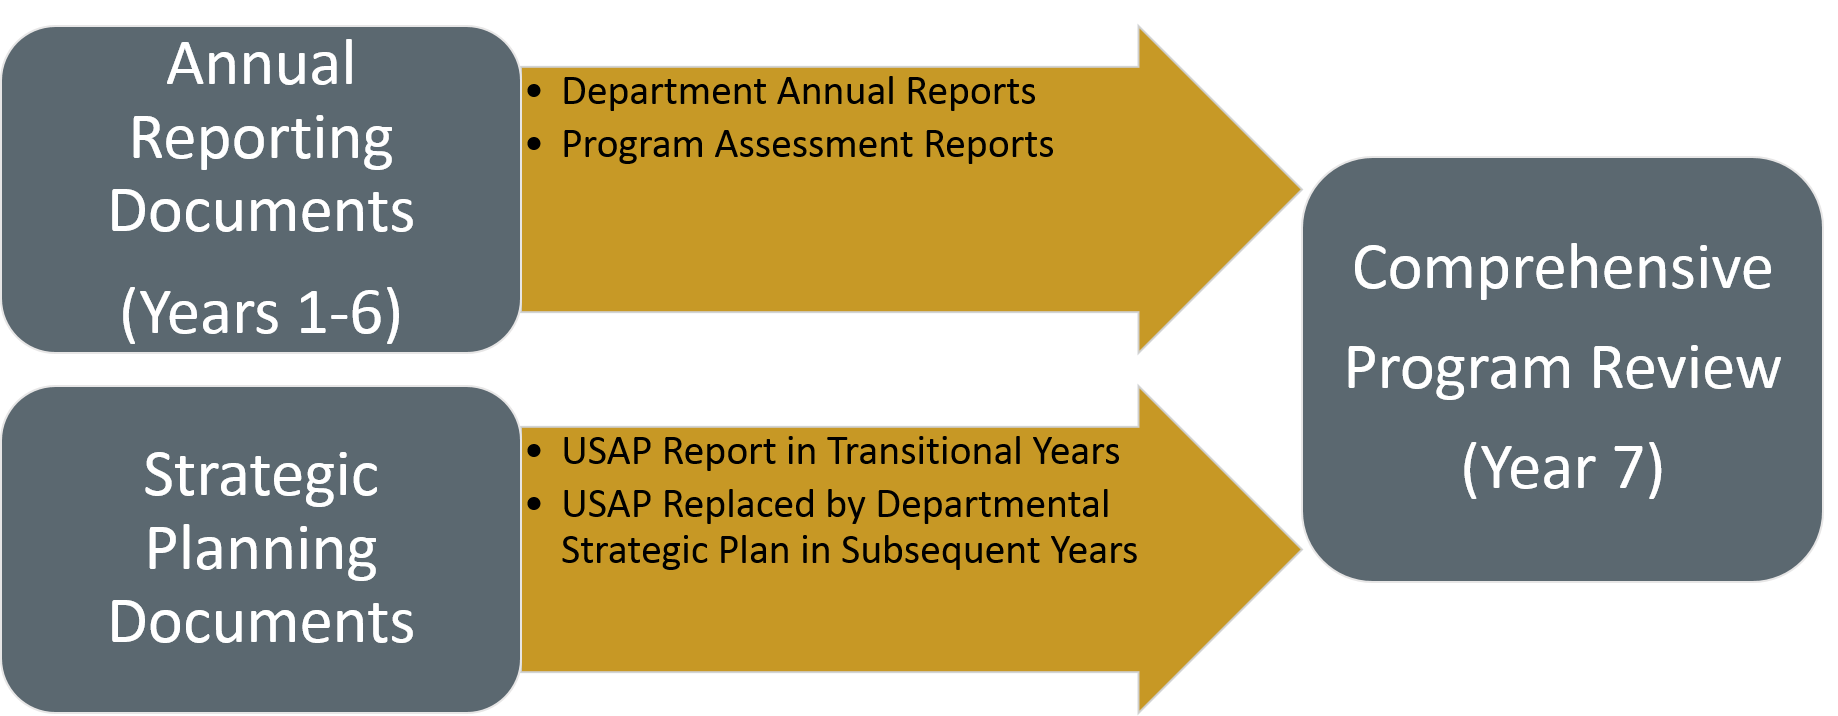 Annual
Reporting
Documents
(Years 1-6)
• Department Annual Reports
• Program Assessment Reports
Strategic
Planning
Documents
• USAP Report in Transitional Years
• USAP Replaced by Departmental
Strategic Plan in Subsequent Years
Comprehensive
Program Review
(Year 7)